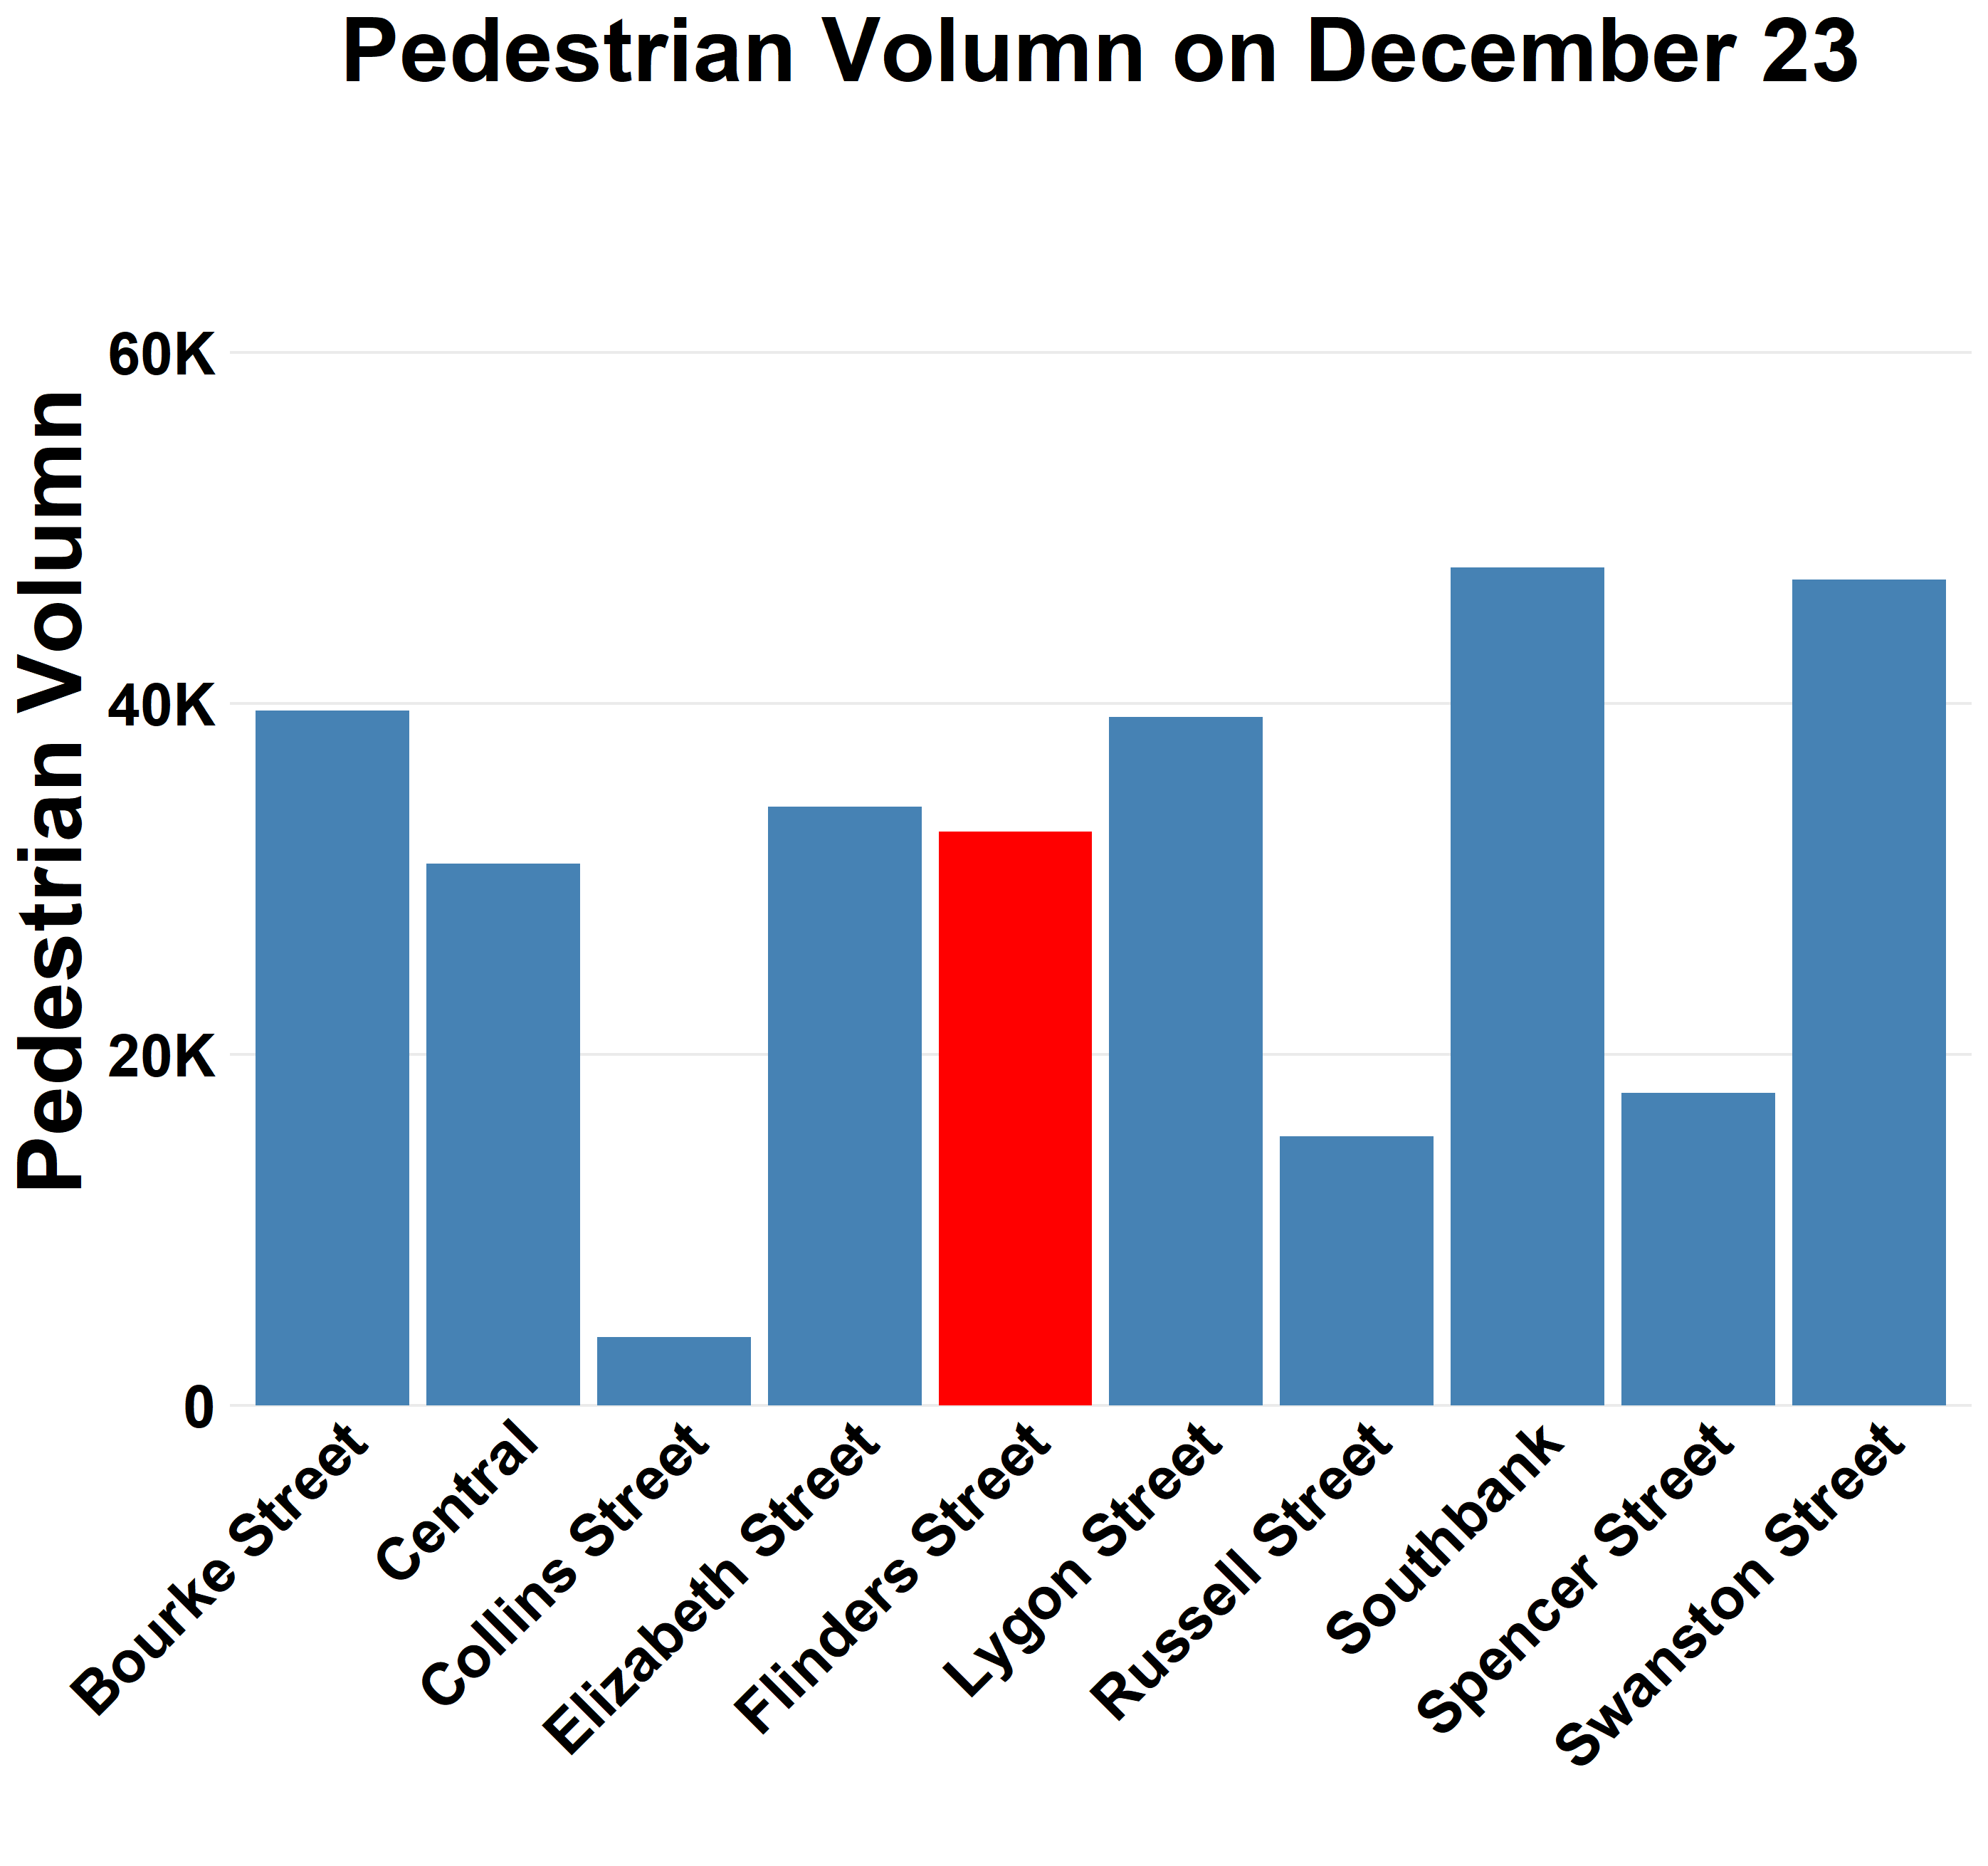 Pedestrian Volumn on December 23
Pedestrian Volumn
60K
40K
20K
0
Bourke Street
Central
Collins Street
Elizabeth Street
Flinders Street
Lygon Street
Russell Street
Southbank
Spencer Street
Swanston Street